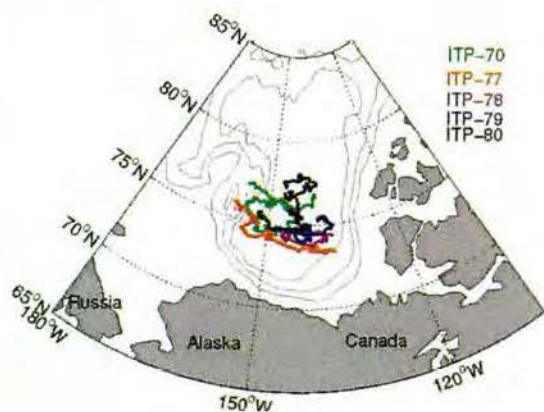 85°N
80°N
75°N
70°N
65°N
180°W
150°W
120°W
ITP-70
ITP-77
ITP-78
ITP-79
ITP-80
Russia
Alaska
Canada